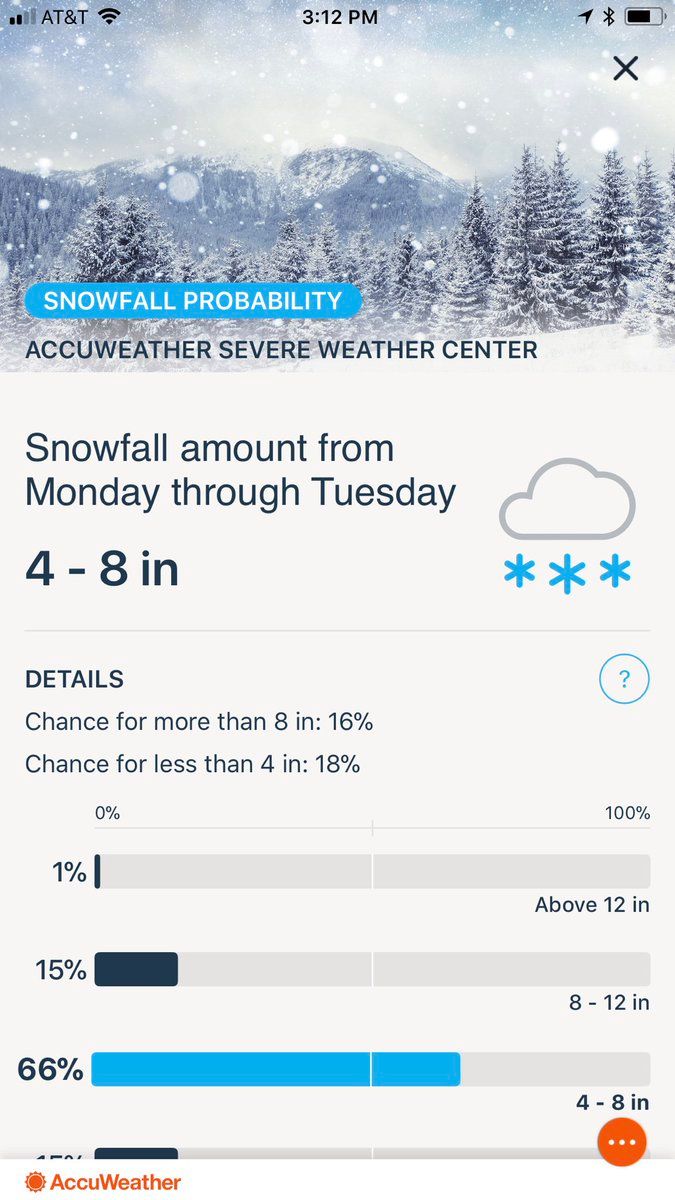 AT&T 3:12 PM
SNOWFALL PROBABILITY
ACCUWEATHER SEVERE WEATHER CENTER
Snowfall amount from
Monday through Tuesday
4 - 8 in
DETAILS
?
Chance for more than 8 in: 16%
Chance for less than 4 in: 18%
0% 100%
1%
Above 12 in
15%
8 - 12 in
66%
4 - 8 in
AccuWeather